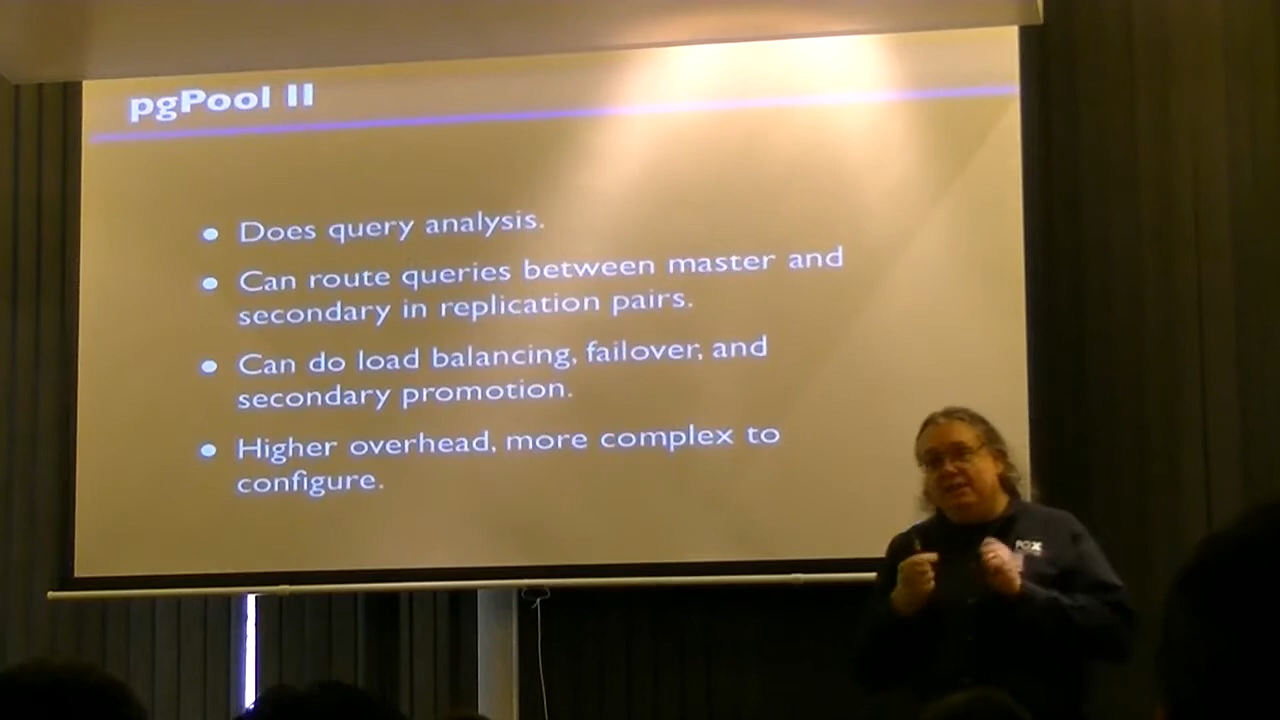 pgPool II
• Does query analysis.
• Can route queries between master and
secondary in replication pairs.
• Can do load balancing, failover, and
secondary promotion.
• Higher overhead, more complex to
configure.